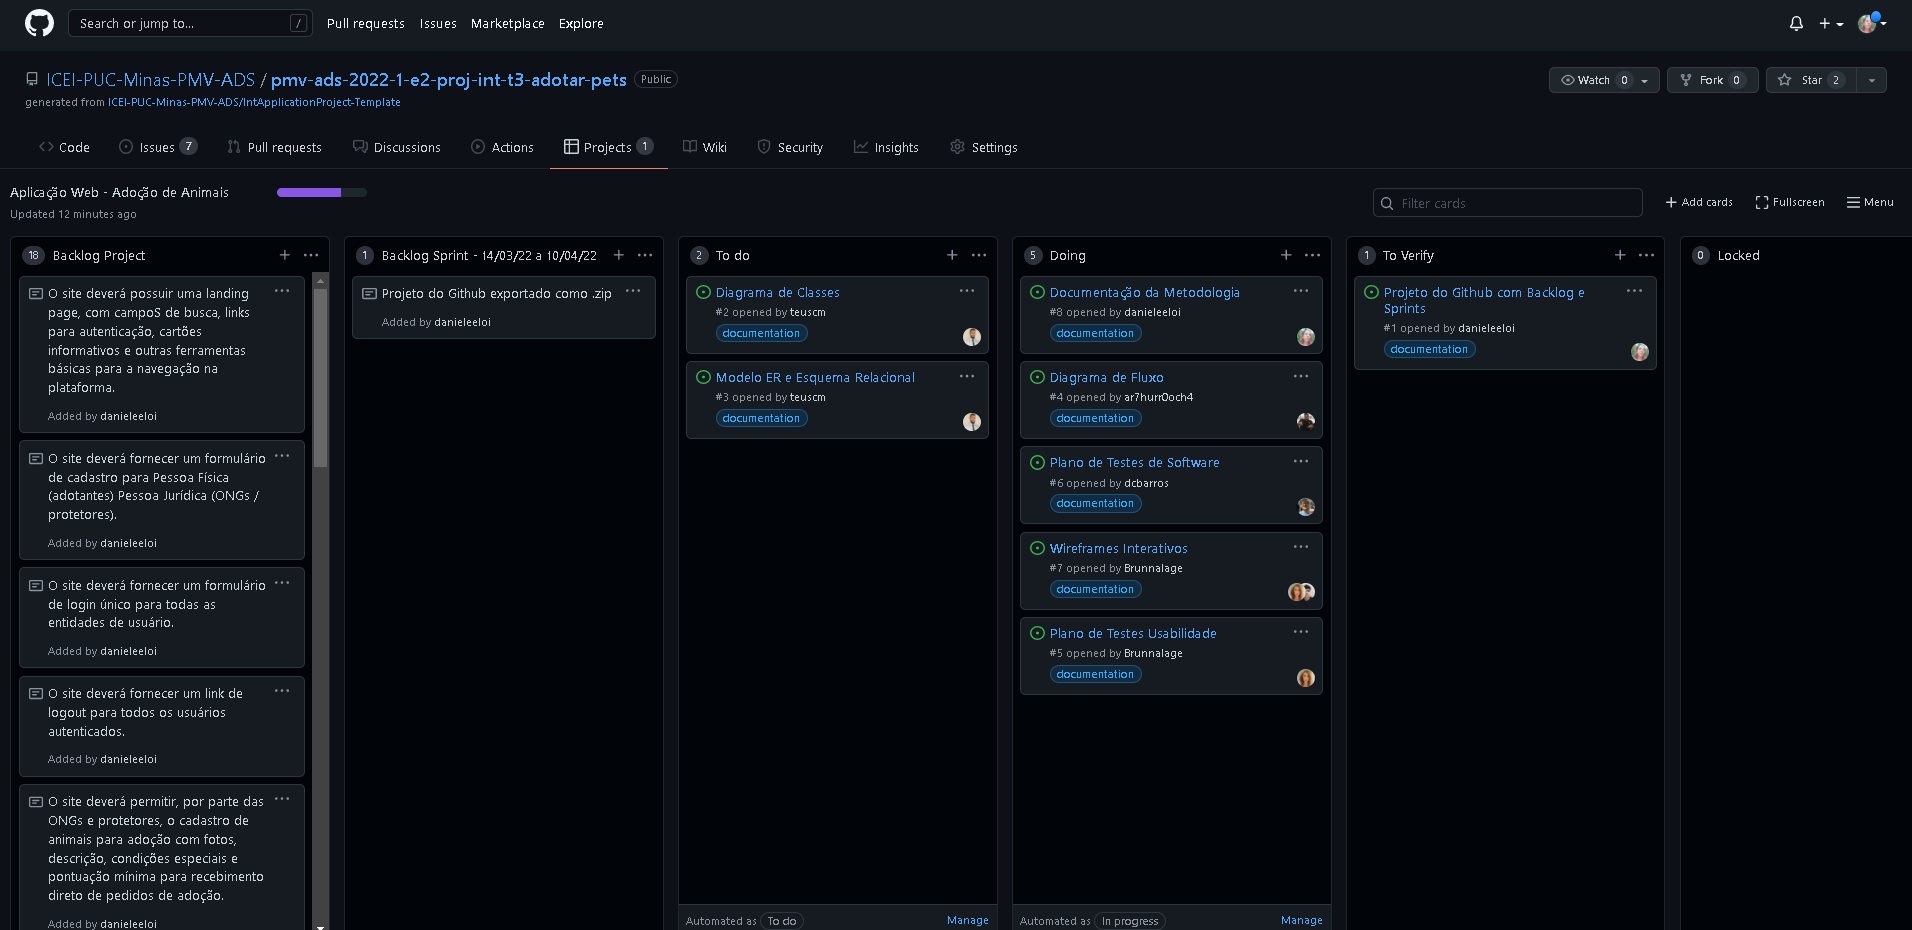 Search or jump to...
/
Pull requests
Issues
Marketplace
Explore
ICEI-PUC-Minas-PMV-ADS / pmv-ads-2022-1-e2-proj-int-t3-adotar-pets
Public
generated from ICEI-PUC-Minas-PMV-ADS/IntApplicationProject-Template
Watch 0
Fork 0
Star 2
Code
Issues 7
Pull requests
Discussions
Actions
Projects 1
Wiki
Security
Insights
Settings
Aplicação Web - Adoção de Animais
Updated 12 minutes ago
Filter cards
Add cards
Fullscreen
Menu
18 Backlog Project
O site deverá possuir uma landing
page, com campoS de busca, links
para autenticação, cartões
informativos e outras ferramentas
básicas para a navegação na
plataforma.
Added by danieleeloi
O site deverá fornecer um formulário
de cadastro para Pessoa Física
(adotantes) Pessoa Jurídica (ONGs /
protetores).
Added by danieleeloi
O site deverá fornecer um formulário
de login único para todas as
entidades de usuário.
Added by danieleeloi
O site deverá fornecer um link de
logout para todos os usuários
autenticados.
Added by danieleeloi
O site deverá permitir, por parte das
ONGs e protetores, o cadastro de
animais para adoção com fotos,
descrição, condições especiais e
pontuação mínima para recebimento
direto de pedidos de adoção.
Added by danieleeloi
1 Backlog Sprint - 14/03/22 a 10/04/22
Projeto do Github exportado como .zip
Added by danieleeloi
2 To do
Diagrama de Classes
#2 opened by teuscm
documentation
Modelo ER e Esquema Relacional
#3 opened by teuscm
documentation
Automated as To do
Manage
5 Doing
Documentação da Metodologia
#8 opened by danieleeloi
documentation
Diagrama de Fluxo
#4 opened by ar7hurr0och4
documentation
Plano de Testes de Software
#6 opened by dcbarros
documentation
Wireframes Interativos
#7 opened by Brunnalage
documentation
Plano de Testes Usabilidade
#5 opened by Brunnalage
documentation
Automated as In progress
Manage
1 To Verify
Projeto do Github com Backlog e
Sprints
#1 opened by danieleeloi
documentation
0 Locked